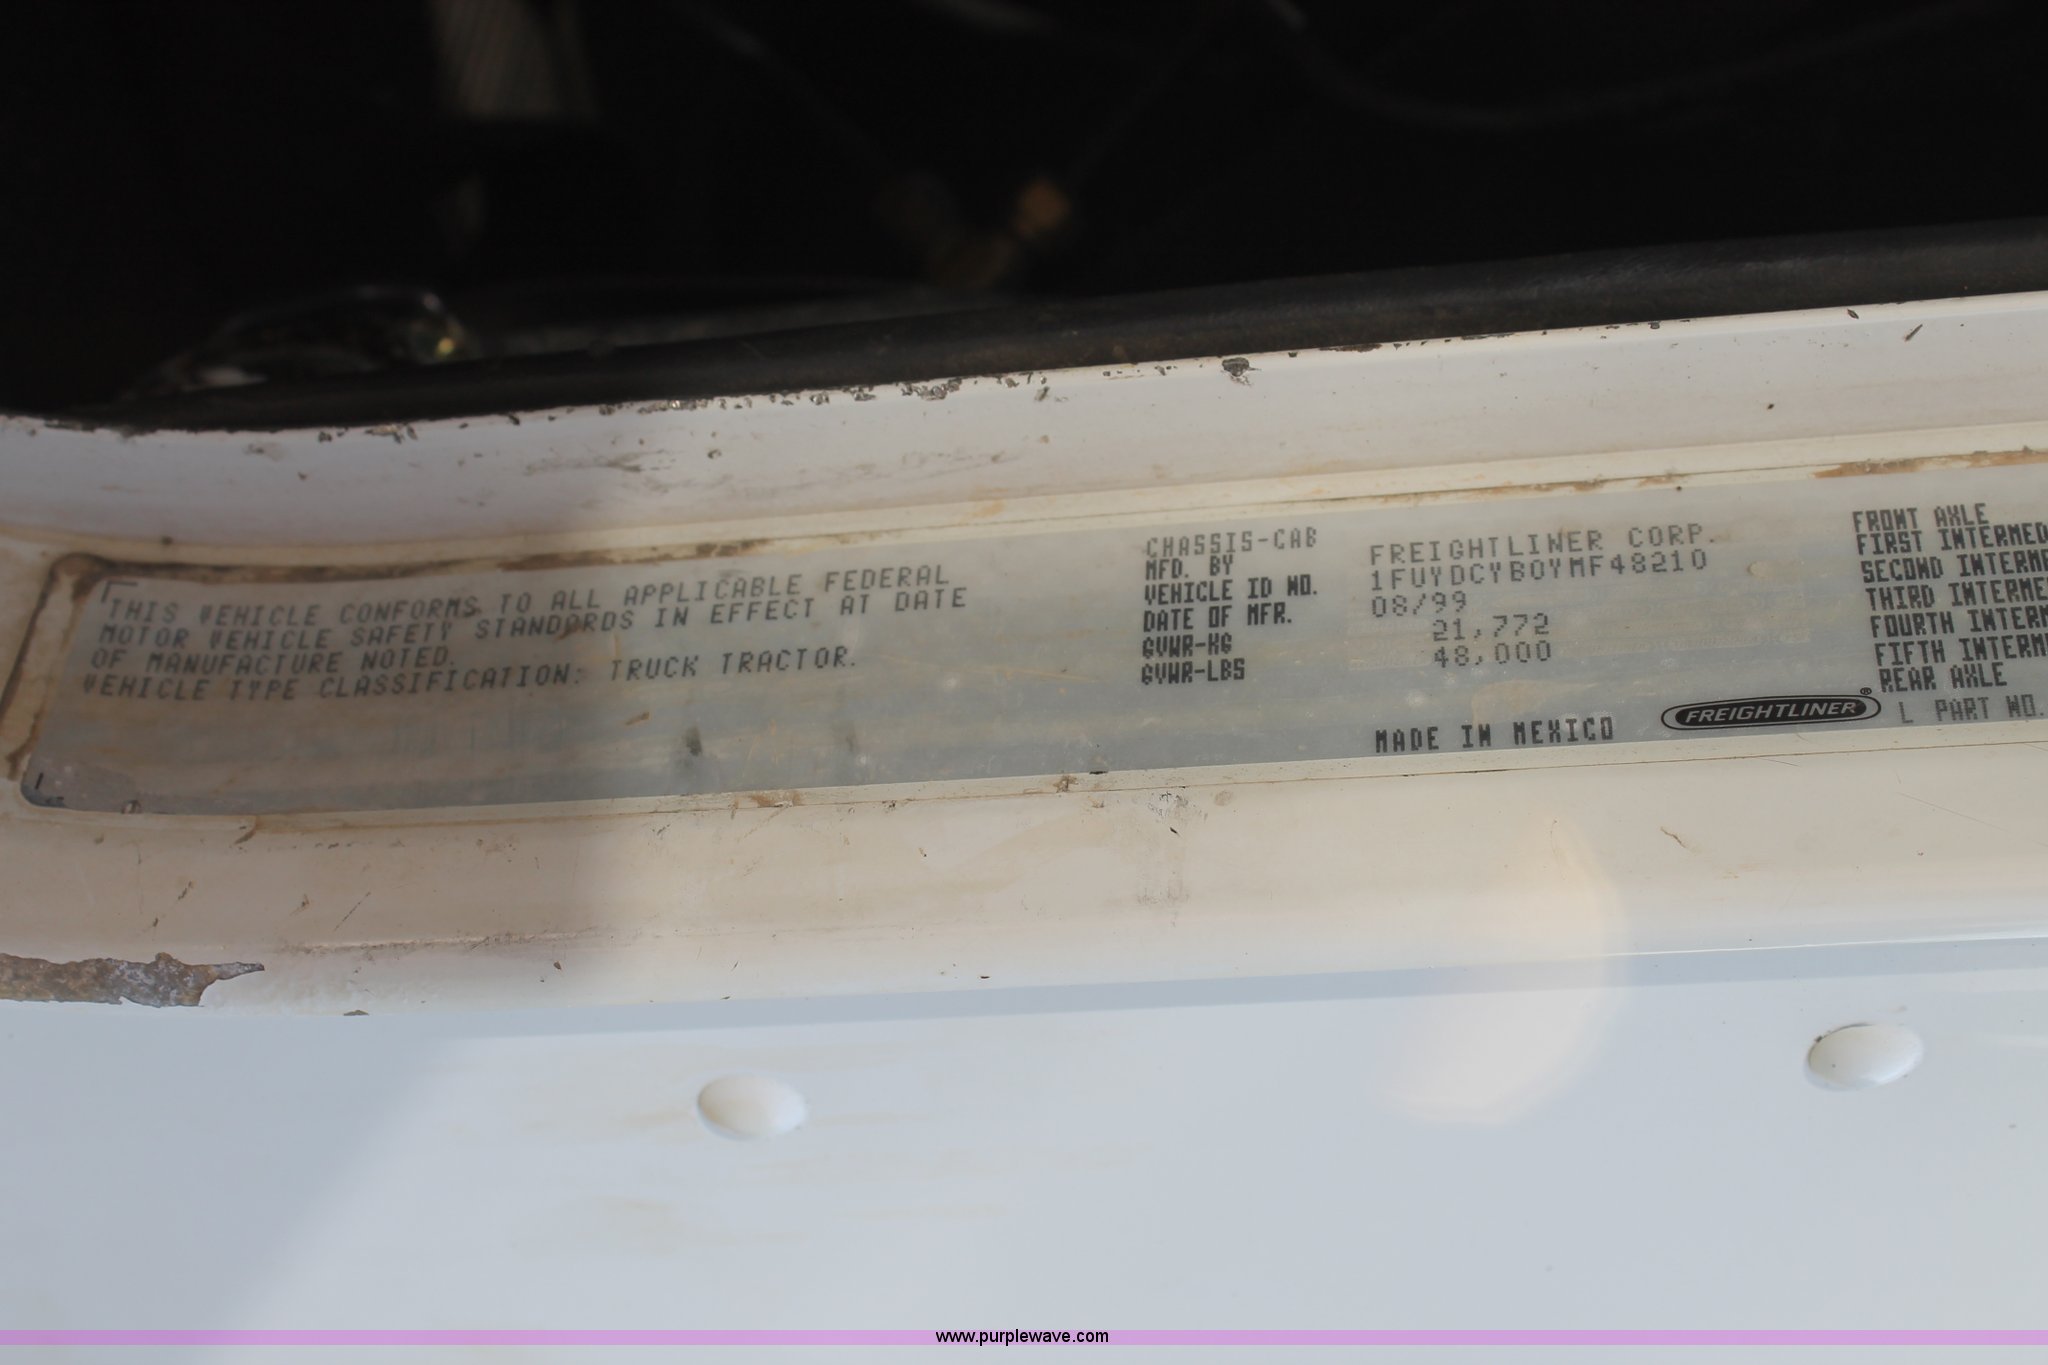 THIS VEHICLE CONFORMS TO ALL APPLICABLE FEDERAL
MOTOR VEHICLE SAFETY STANDARDS IN EFFECT AT DATE
OF MANUFACTURE NOTED.
VEHICLE TYPE CLASSIFICATION: TRUCK TRACTOR.
CHASSIS-CAB
MFD. BY FREIGHTLINER CORP.
VEHICLE ID NO. 1FUYDCYB0YMF48210
DATE OF MFR. 08/99
GVWR-KG 21,772
GVWR-LBS 48,000
MADE IN MEXICO
FREIGHTLINER®
FRONT AXLE
FIRST INTERMED
SECOND INTERME
THIRD INTERME
FOURTH INTERM
FIFTH INTERM
REAR AXLE
L PART NO.
www.purplewave.com